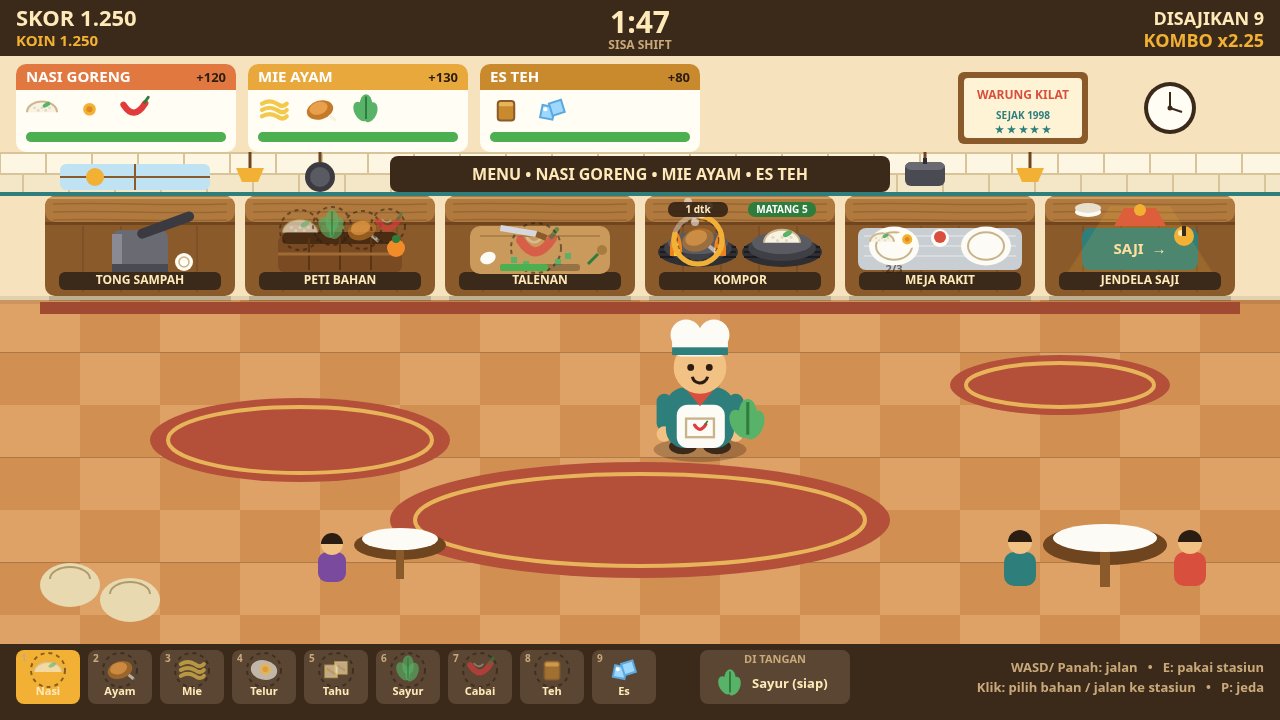 SKOR 1.250
KOIN 1.250
1:47
SISA SHIFT
DISAJIKAN 9
KOMBO x2.25
NASI GORENG +120
MIE AYAM +130
ES TEH +80
WARUNG KILAT
SEJAK 1998
★★★★★
MENU • NASI GORENG • MIE AYAM • ES TEH
1 dtk
MATANG 5
SAJI →
2/3
TONG SAMPAH
PETI BAHAN
TALENAN
KOMPOR
MEJA RAKIT
JENDELA SAJI
Nasi
2 Ayam
3 Mie
4 Telur
5 Tahu
6 Sayur
7 Cabai
8 Teh
9 Es
DI TANGAN
Sayur (siap)
WASD/ Panah: jalan • E: pakai stasiun
Klik: pilih bahan / jalan ke stasiun • P: jeda